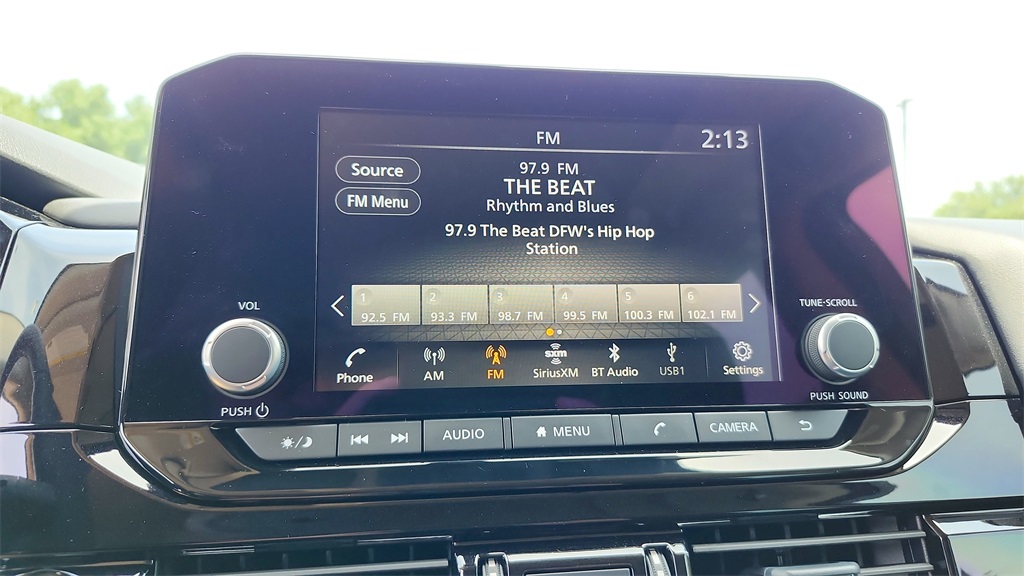 FM
2:13
Source
FM Menu
97.9 FM
THE BEAT
Rhythm and Blues
97.9 The Beat DFW's Hip Hop
Station
1
92.5 FM
2
93.3 FM
3
98.7 FM
4
99.5 FM
5
100.3 FM
6
102.1 FM
Phone
AM
FM
sxm
SiriusXM
BT Audio
USB1
Settings
VOL
PUSH
TUNE·SCROLL
PUSH SOUND
AUDIO
MENU
CAMERA